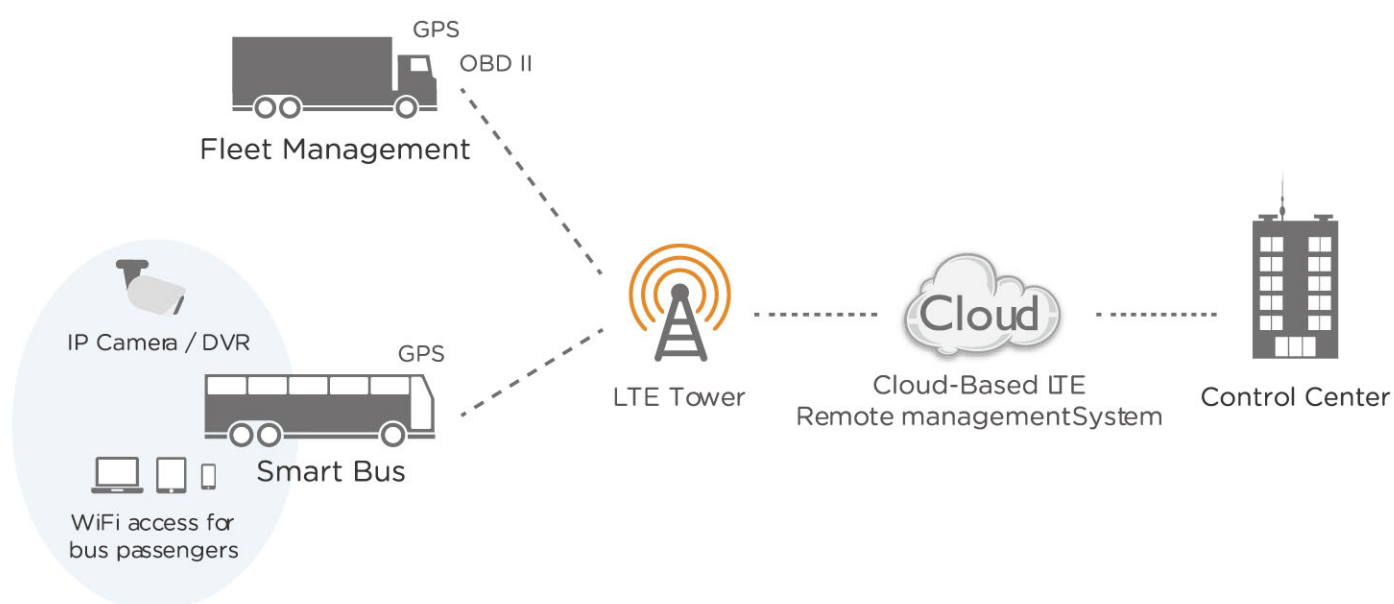 GPS
OBD II
Fleet Management
IP Camera / DVR
GPS
Smart Bus
WiFi access for
bus passengers
LTE Tower
Cloud
Cloud-Based LTE
Remote managementSystem
Control Center